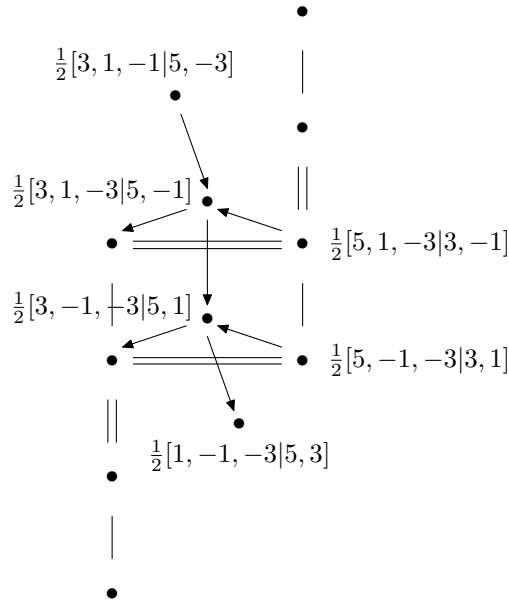 ½[3, 1, −1|5, −3]
½[3, 1, −3|5, −1]
½[5, 1, −3|3, −1]
½[3, −1, −3|5, 1]
½[5, −1, −3|3, 1]
½[1, −1, −3|5, 3]